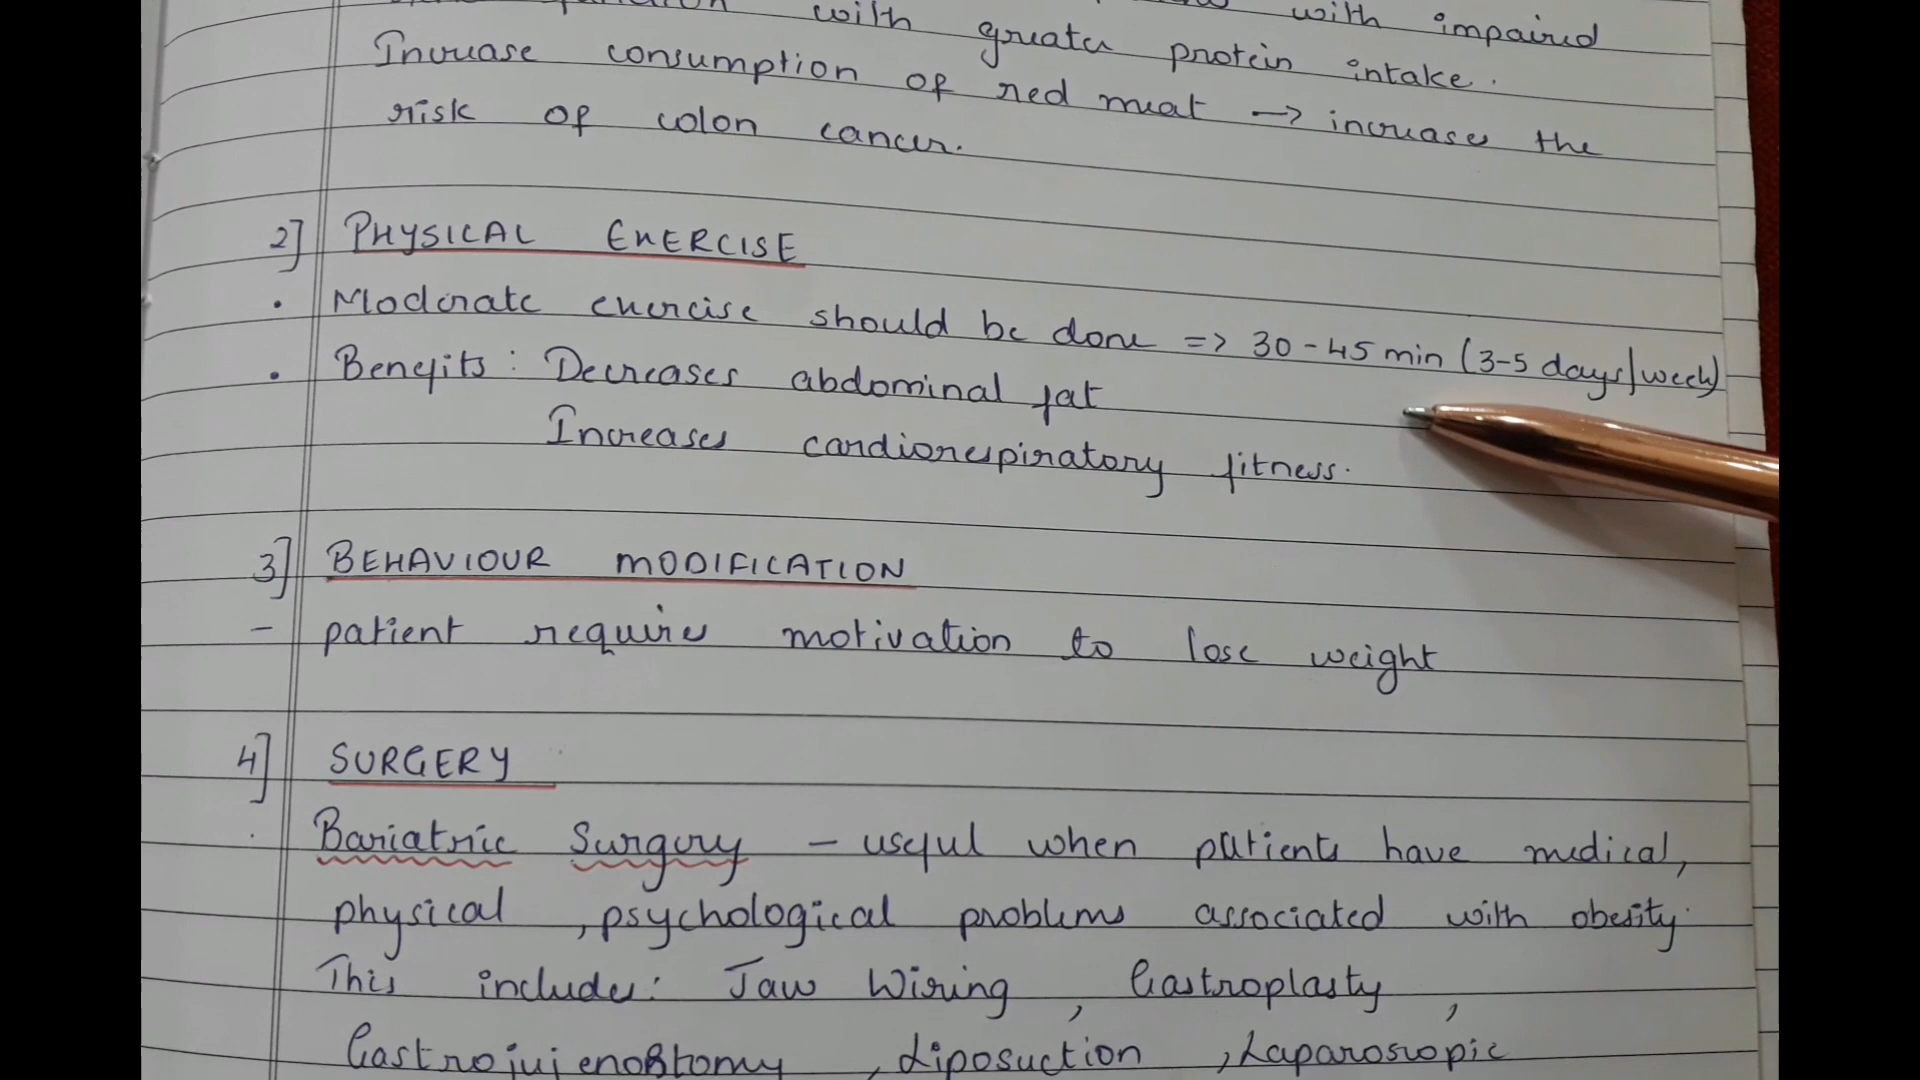 with impaired
with greater protein intake.
Increase consumption of red meat → increases the
risk of colon cancer.
2] PHYSICAL EXERCISE
• Moderate exercise should be done => 30-45 min (3-5 days/week)
• Benefits: Decreases abdominal fat
Increases cardiorespiratory fitness.
3] BEHAVIOUR MODIFICATION
- patient require motivation to lose weight
4] SURGERY
Bariatric Surgery - useful when patients have medical,
physical, psychological problems associated with obesity.
This includes: Jaw Wiring, Gastroplasty,
Gastrojujenostomy, Liposuction, Laparoscopic